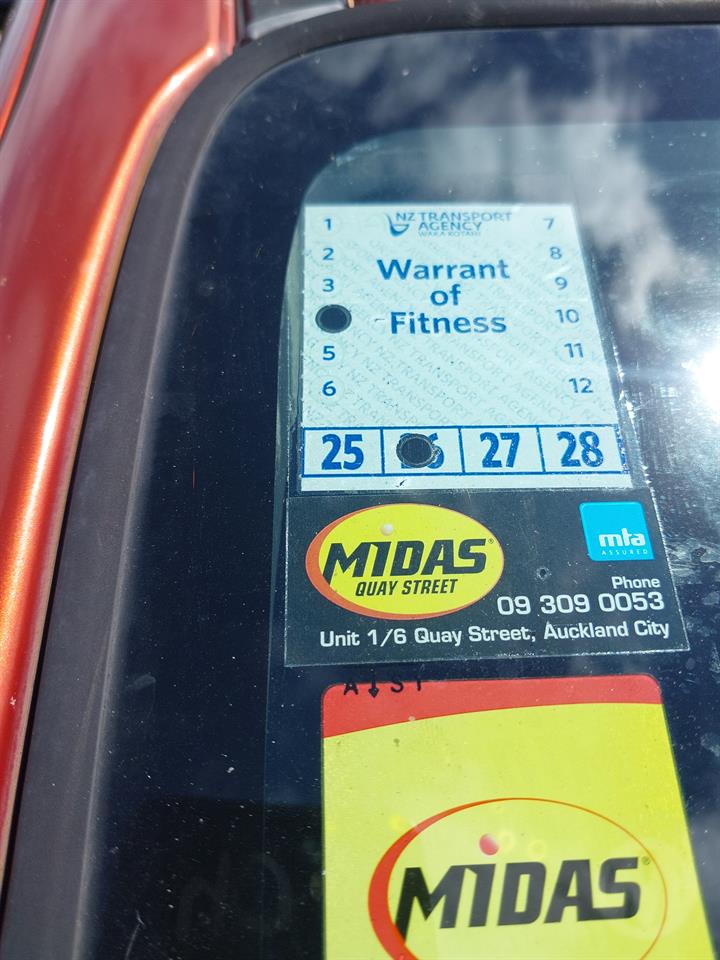 NZ TRANSPORT
AGENCY
WAKA KOTAHI
1 7
2 8
3 9
10
5 11
6 12
Warrant
of
Fitness
25 27 28
MIDAS
QUAY STREET
mta
ASSURED
Phone
09 309 0053
Unit 1/6 Quay Street, Auckland City
MIDAS